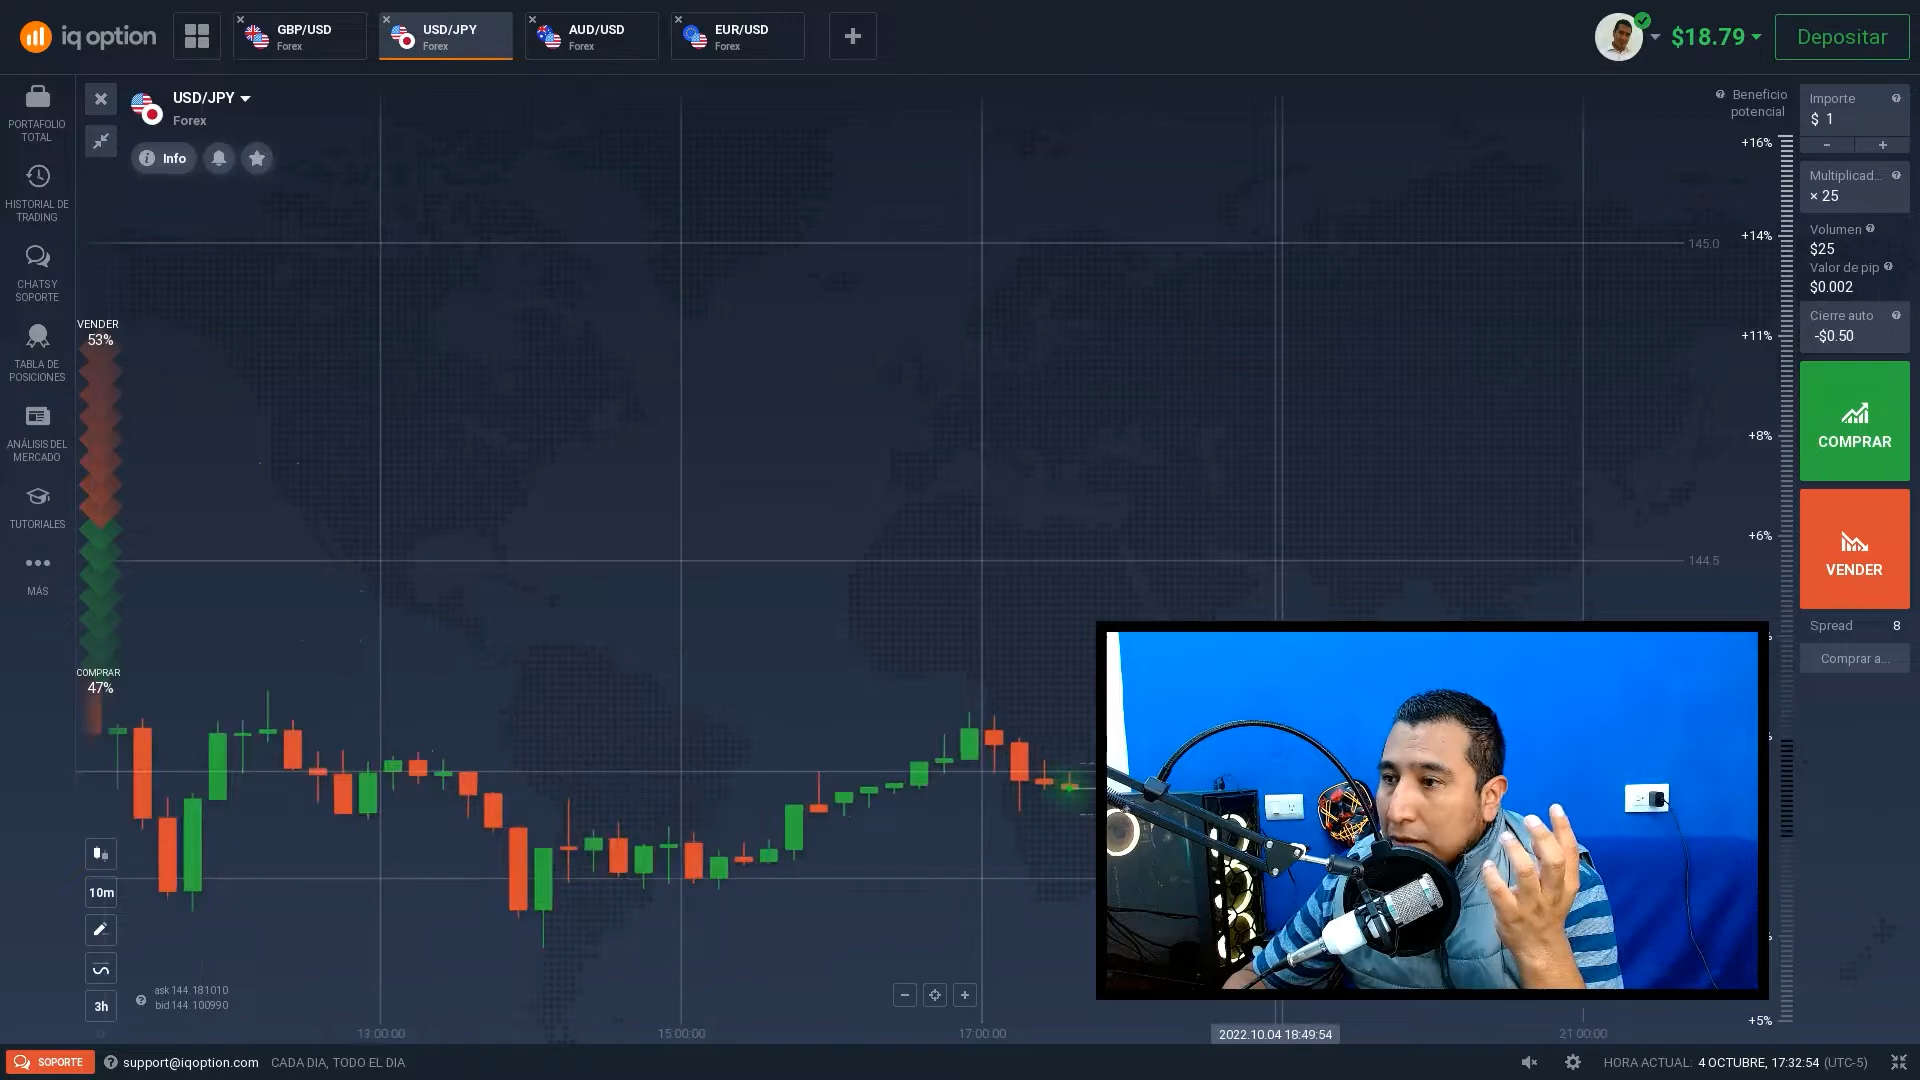 iq option
GBP/USD
Forex
USD/JPY
Forex
AUD/USD
Forex
EUR/USD
Forex
$18.79
Depositar
PORTAFOLIO
TOTAL
HISTORIAL DE
TRADING
CHATS Y
SOPORTE
TABLA DE
POSICIONES
ANÁLISIS DEL
MERCADO
TUTORIALES
MÁS
USD/JPY
Forex
Info
VENDER
53%
COMPRAR
47%
10m
3h
ask 144.181010
bid 144.100990
13:00:00
15:00:00
17:00:00
2022.10.04 18:49:54
21:00:00
145.0
144.5
Beneficio
potencial
+16%
+14%
+11%
+8%
+6%
+5%
Importe
$ 1
Multiplicad...
× 25
Volumen
$25
Valor de pip
$0.002
Cierre auto
-$0.50
COMPRAR
VENDER
Spread 8
Comprar a...
SOPORTE
support@iqoption.com
CADA DIA, TODO EL DIA
HORA ACTUAL: 4 OCTUBRE, 17:32:54 (UTC-5)